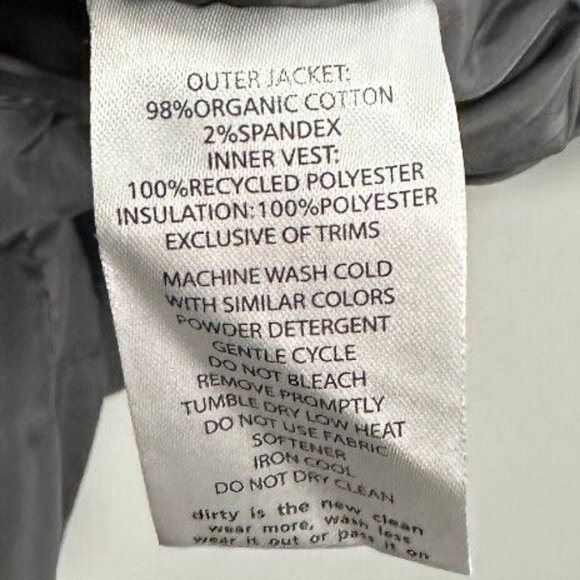 OUTER JACKET:
98%ORGANIC COTTON
2%SPANDEX
INNER VEST:
100%RECYCLED POLYESTER
INSULATION:100%POLYESTER
EXCLUSIVE OF TRIMS
MACHINE WASH COLD
WITH SIMILAR COLORS
POWDER DETERGENT
GENTLE CYCLE
DO NOT BLEACH
REMOVE PROMPTLY
TUMBLE DRY LOW HEAT
DO NOT USE FABRIC
SOFTENER
IRON COOL
DO NOT DRY CLEAN
dirty is the new clean
wear more, wash less
wear it out or pass it on